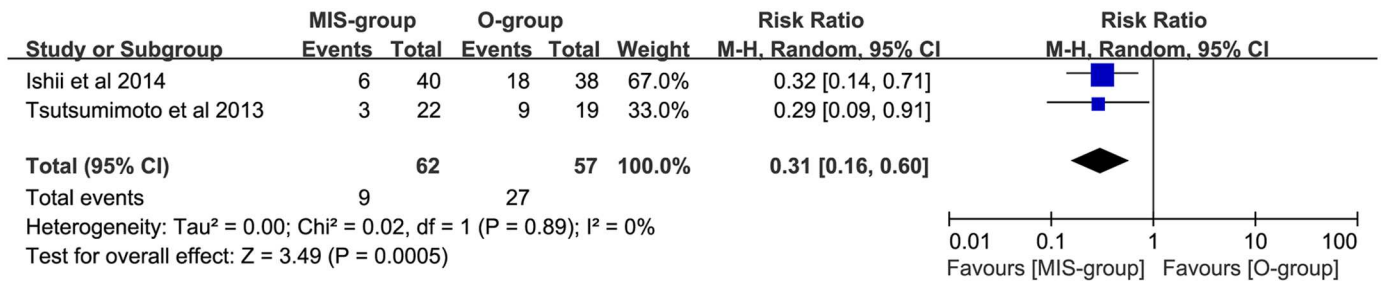 MIS-group O-group Risk Ratio Risk Ratio
Study or Subgroup Events Total Events Total Weight M-H, Random, 95% CI M-H, Random, 95% CI
Ishii et al 2014 6 40 18 38 67.0% 0.32 [0.14, 0.71]
Tsutsumimoto et al 2013 3 22 9 19 33.0% 0.29 [0.09, 0.91]
Total (95% CI) 62 57 100.0% 0.31 [0.16, 0.60]
Total events 9 27
Heterogeneity: Tau² = 0.00; Chi² = 0.02, df = 1 (P = 0.89); I² = 0%
Test for overall effect: Z = 3.49 (P = 0.0005)
0.01 0.1 1 10 100
Favours [MIS-group] Favours [O-group]